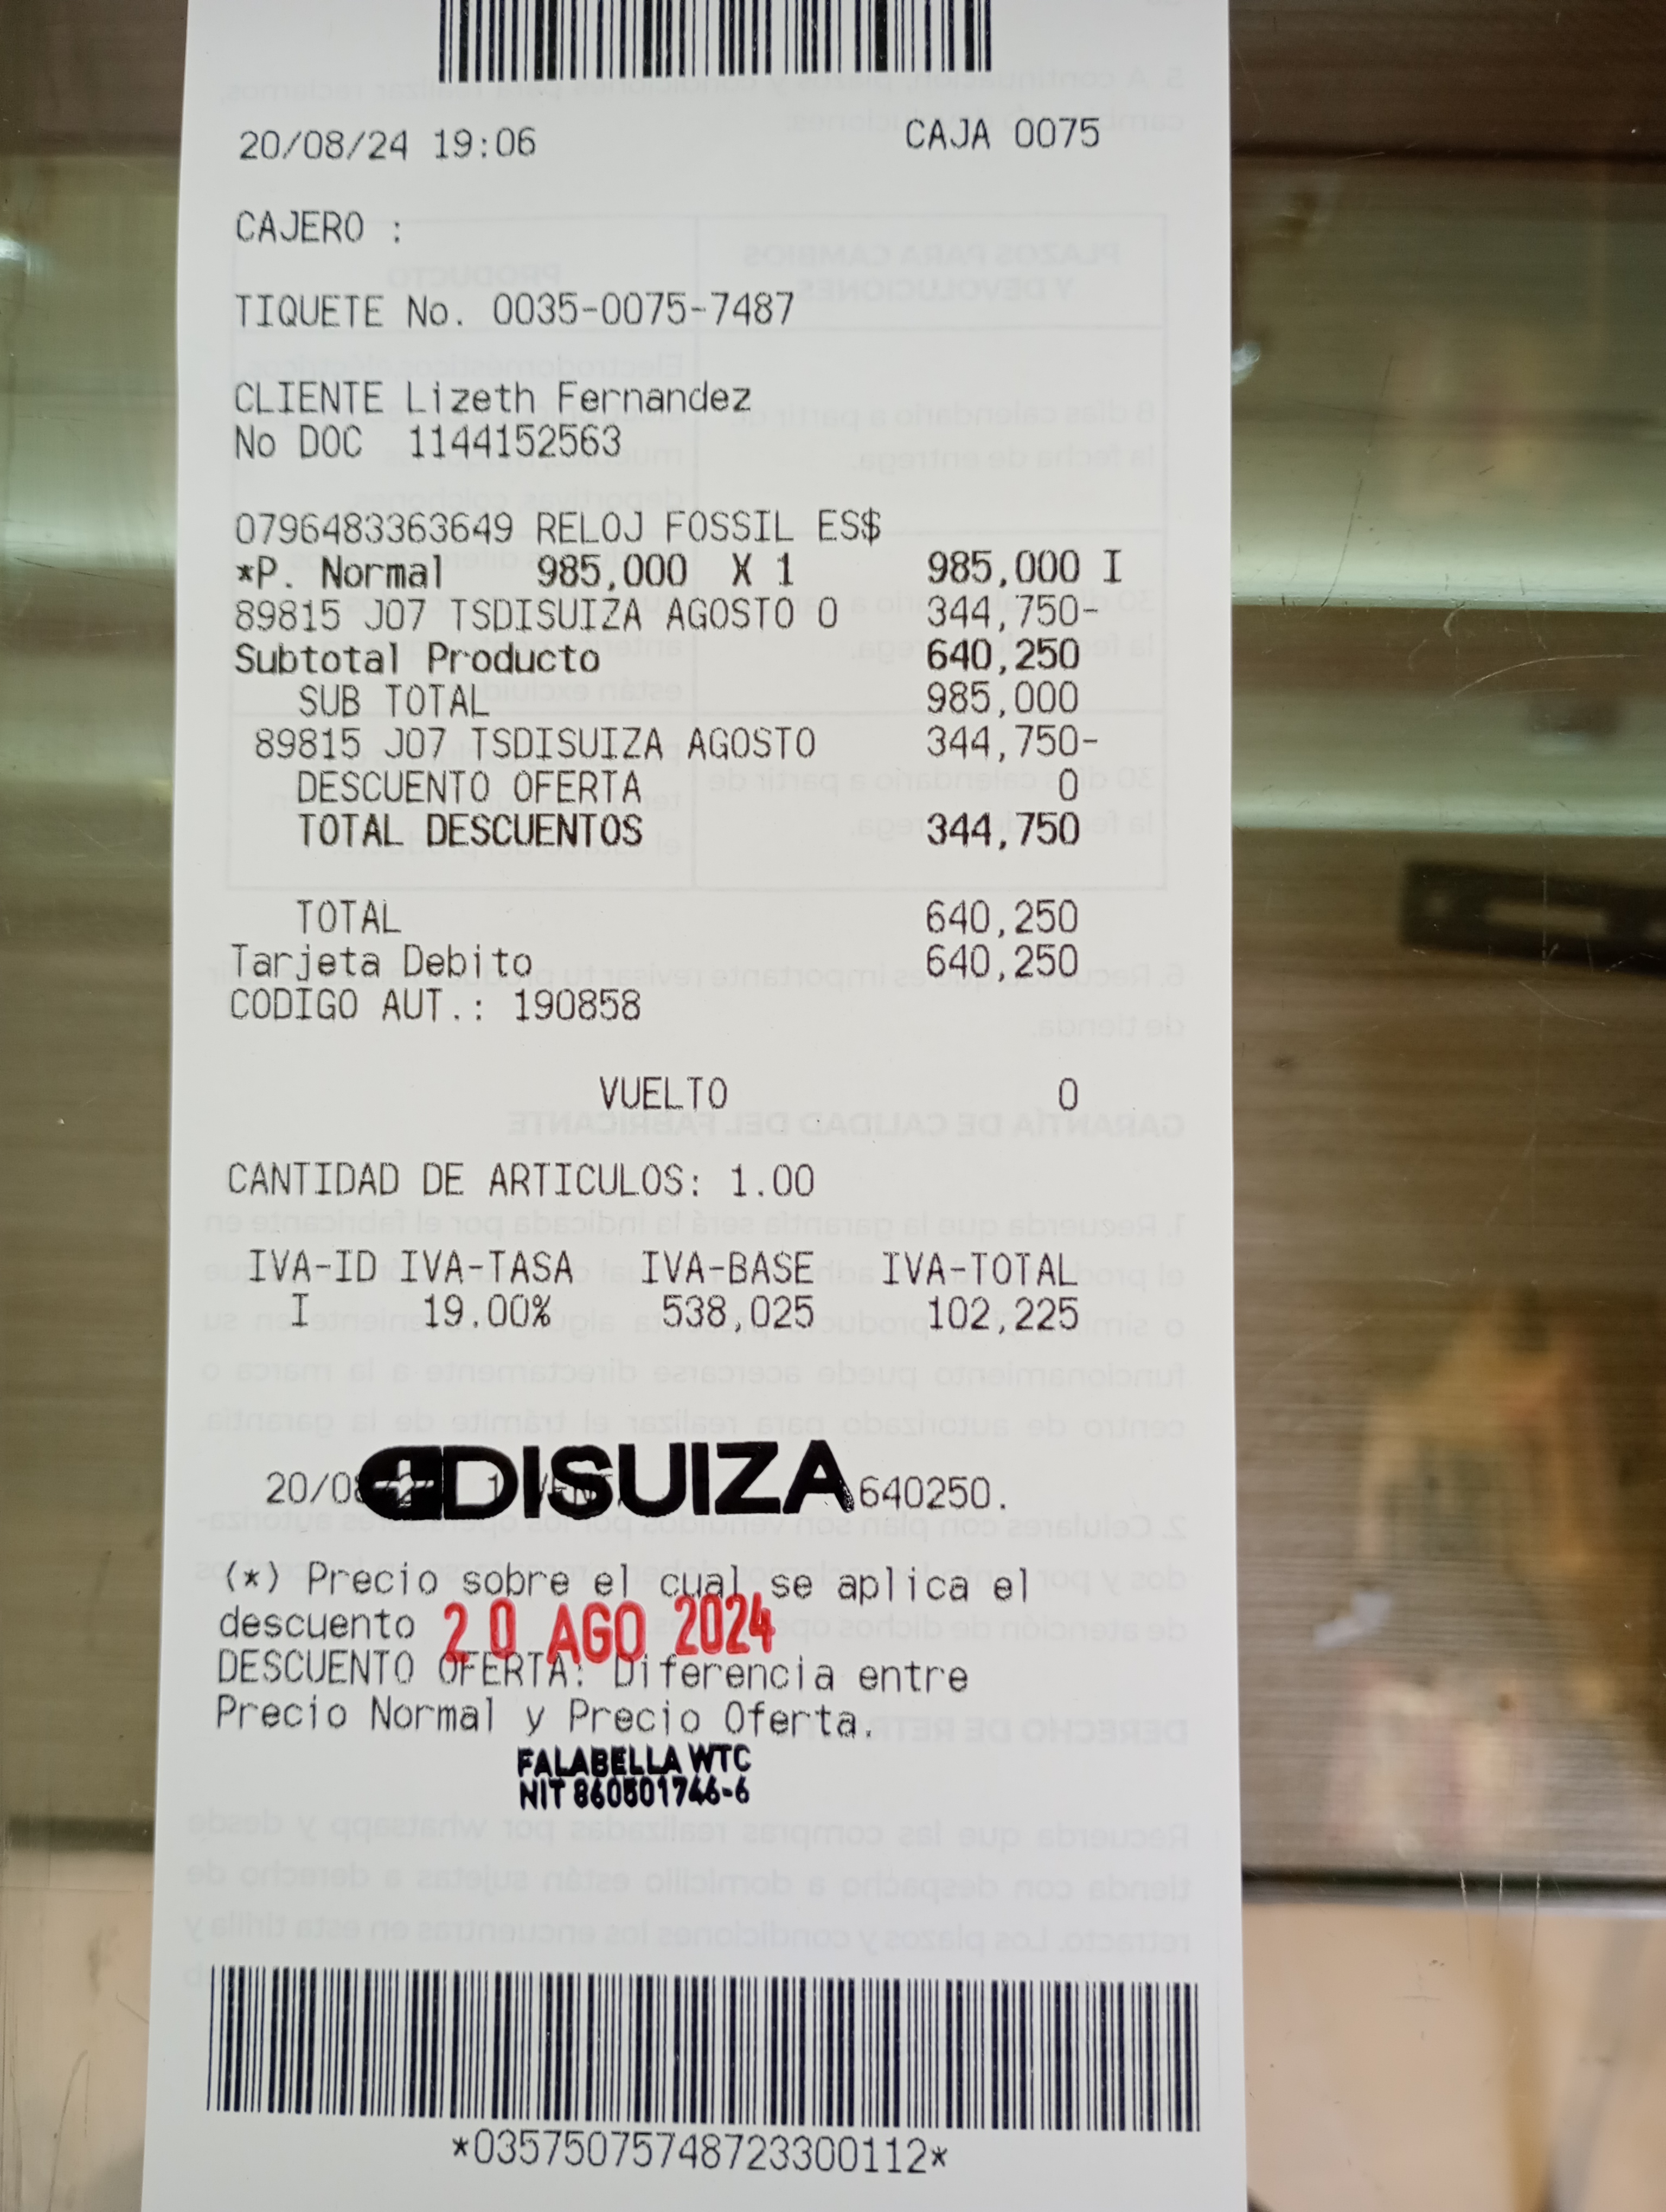 20/08/24 19:06 CAJA 0075
CAJERO :
TIQUETE No. 0035-0075-7487
CLIENTE Lizeth Fernandez
No DOC 1144152563
0796483363649 RELOJ FOSSIL ES$
*P. Normal 985,000 X 1 985,000 I
89815 J07 TSDISUIZA AGOSTO O 344,750-
Subtotal Producto 640,250
SUB TOTAL 985,000
89815 J07 TSDISUIZA AGOSTO 344,750-
DESCUENTO OFERTA 0
TOTAL DESCUENTOS 344,750
TOTAL 640,250
Tarjeta Debito 640,250
CODIGO AUT.: 190858
VUELTO 0
CANTIDAD DE ARTICULOS: 1.00
IVA-ID IVA-TASA IVA-BASE IVA-TOTAL
I 19.00% 538,025 102,225
DISUIZA
640250.
(*) Precio sobre el cual se aplica el
descuento
20 AGO 2024
DESCUENTO OFERTA: Diferencia entre
Precio Normal y Precio Oferta.
FALABELLA WTC
NIT 860501746-6
*03575075748723300112*